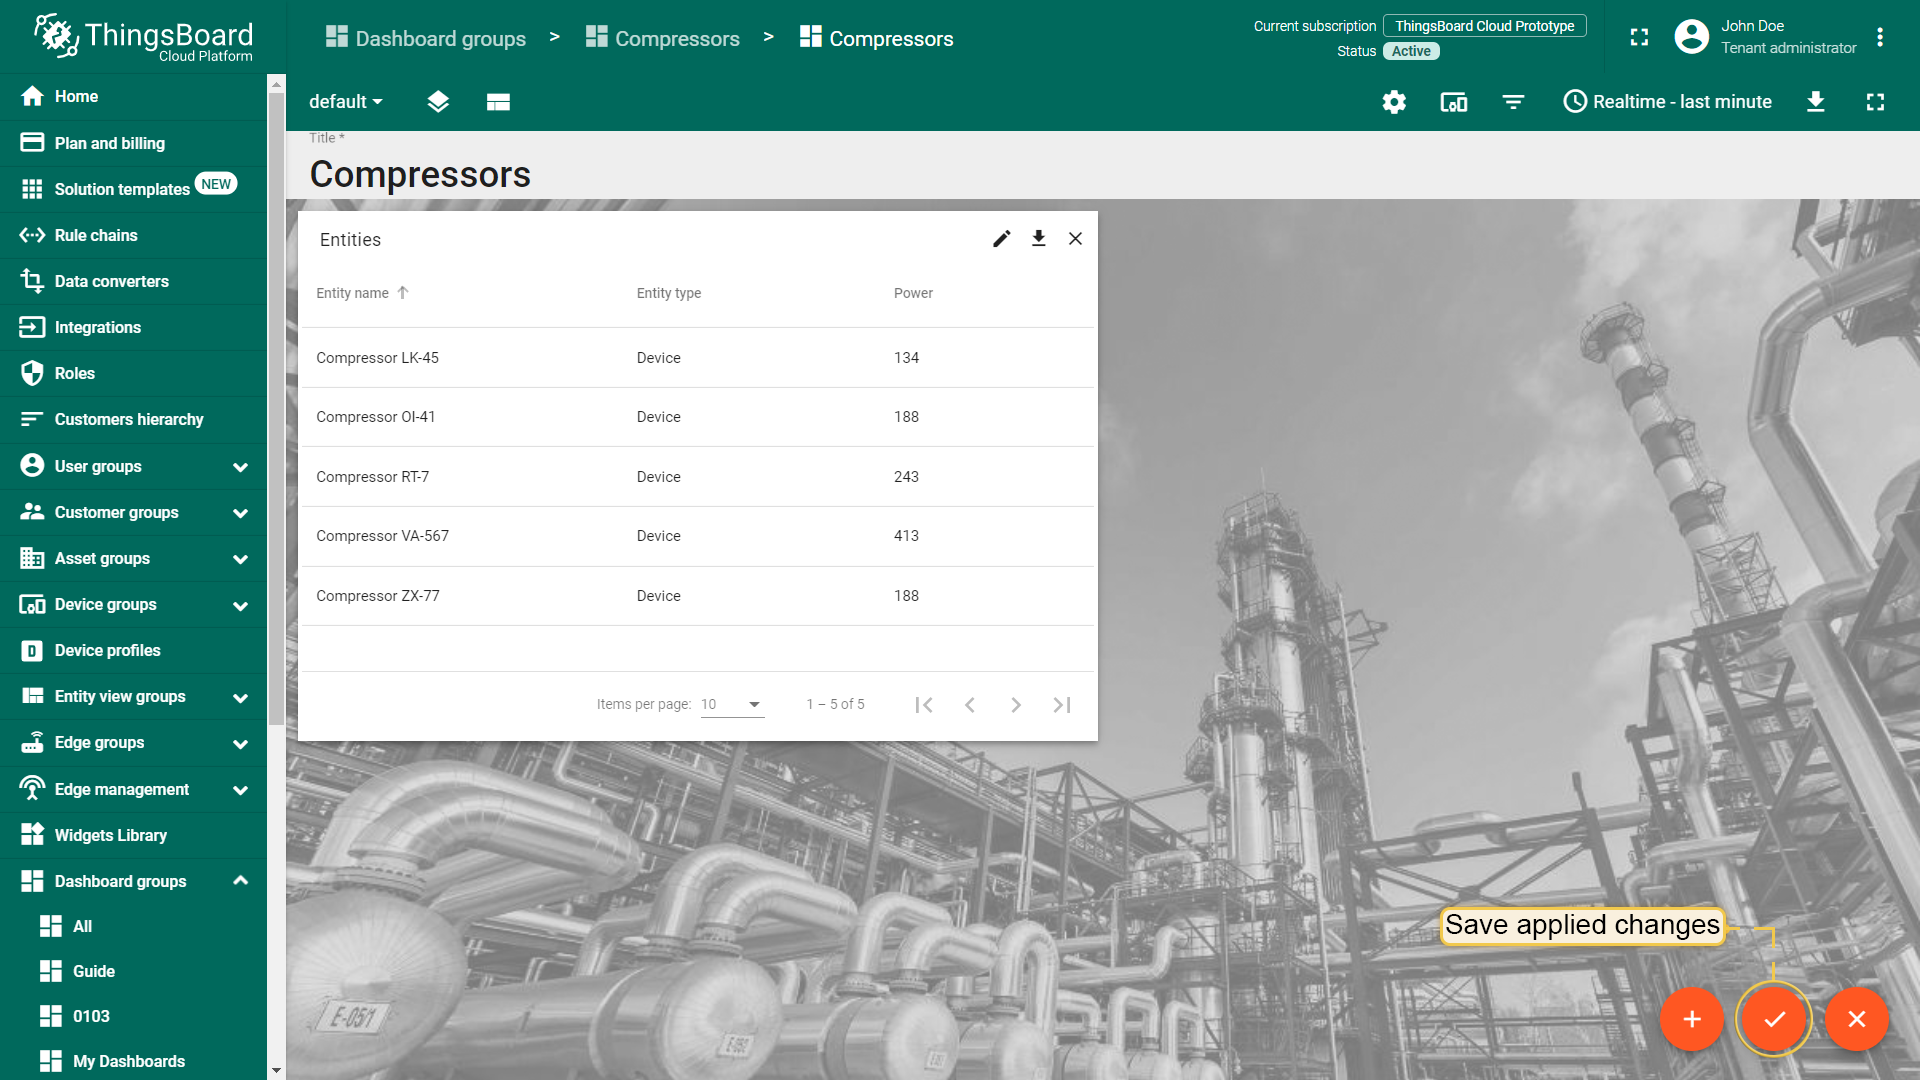 ThingsBoard
Cloud Platform
Dashboard groups > Compressors > Compressors
Current subscription ThingsBoard Cloud Prototype
Status Active
John Doe
Tenant administrator
Home
Plan and billing
Solution templates NEW
Rule chains
Data converters
Integrations
Roles
Customers hierarchy
User groups
Customer groups
Asset groups
Device groups
Device profiles
Entity view groups
Edge groups
Edge management
Widgets Library
Dashboard groups
All
Guide
0103
My Dashboards
default
Realtime - last minute
Title *
Compressors
Entities
Entity name Entity type Power
Compressor LK-45 Device 134
Compressor OI-41 Device 188
Compressor RT-7 Device 243
Compressor VA-567 Device 413
Compressor ZX-77 Device 188
Items per page: 10 1 – 5 of 5
E-051
Save applied changes